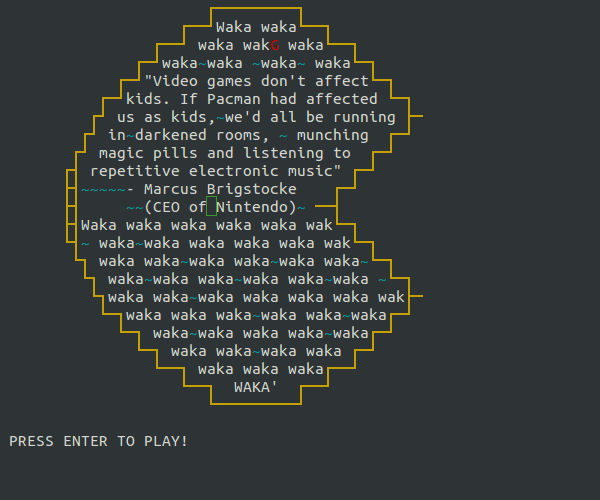 Waka waka
waka wakG waka
waka~waka ~waka~ waka
"Video games don't affect
kids. If Pacman had affected
us as kids,~we'd all be running
in~darkened rooms, ~ munching
magic pills and listening to
repetitive electronic music"
~~~~~- Marcus Brigstocke
~~(CEO of Nintendo)~
Waka waka waka waka waka wak
~ waka~waka waka waka waka wak
waka waka~waka waka~waka waka~
waka~waka waka~waka waka~waka ~
waka waka~waka waka waka waka wak
waka waka waka~waka waka~waka
waka~waka waka waka~waka
waka waka~waka waka
waka waka waka
WAKA'
PRESS ENTER TO PLAY!